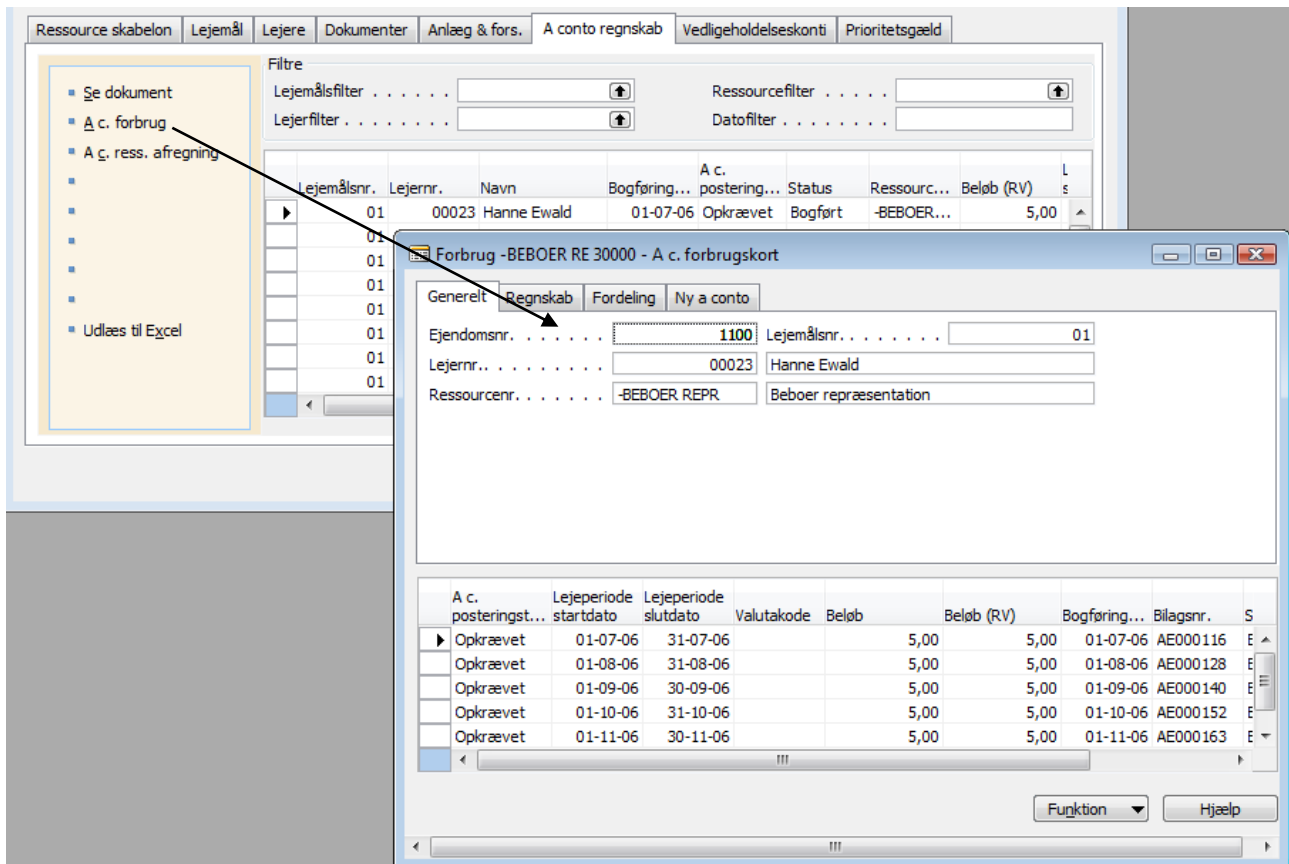 Ressource skabelon Lejemål Lejere Dokumenter Anlæg & fors. A conto regnskab Vedligeholdelseskonti Prioritetsgæld
Se dokument
A c. forbrug
A c. ress. afregning
Udlæs til Excel
Filtre
Lejemålsfilter . . . . . . Ressourcefilter . . . . .
Lejerfilter . . . . . . . . Datofilter . . . . . . . .
Lejemålsnr. Lejernr. Navn Bogføring... A c. postering... Status Ressourc... Beløb (RV) L s
01 00023 Hanne Ewald 01-07-06 Opkrævet Bogført -BEBOER... 5,00
01
01
01
01
01
01
01
Forbrug -BEBOER RE 30000 - A c. forbrugskort
Generelt Regnskab Fordeling Ny a conto
Ejendomsnr. . . . . . . . 1100 Lejemålsnr. . . . . . . . 01
Lejernr.. . . . . . . . . . 00023 Hanne Ewald
Ressourcenr. . . . . . . . -BEBOER REPR Beboer repræsentation
A c. posteringst... Lejeperiode startdato Lejeperiode slutdato Valutakode Beløb Beløb (RV) Bogføring... Bilagsnr. S
Opkrævet 01-07-06 31-07-06 5,00 5,00 01-07-06 AE000116
Opkrævet 01-08-06 31-08-06 5,00 5,00 01-08-06 AE000128
Opkrævet 01-09-06 30-09-06 5,00 5,00 01-09-06 AE000140
Opkrævet 01-10-06 31-10-06 5,00 5,00 01-10-06 AE000152
Opkrævet 01-11-06 30-11-06 5,00 5,00 01-11-06 AE000163
Funktion Hjælp